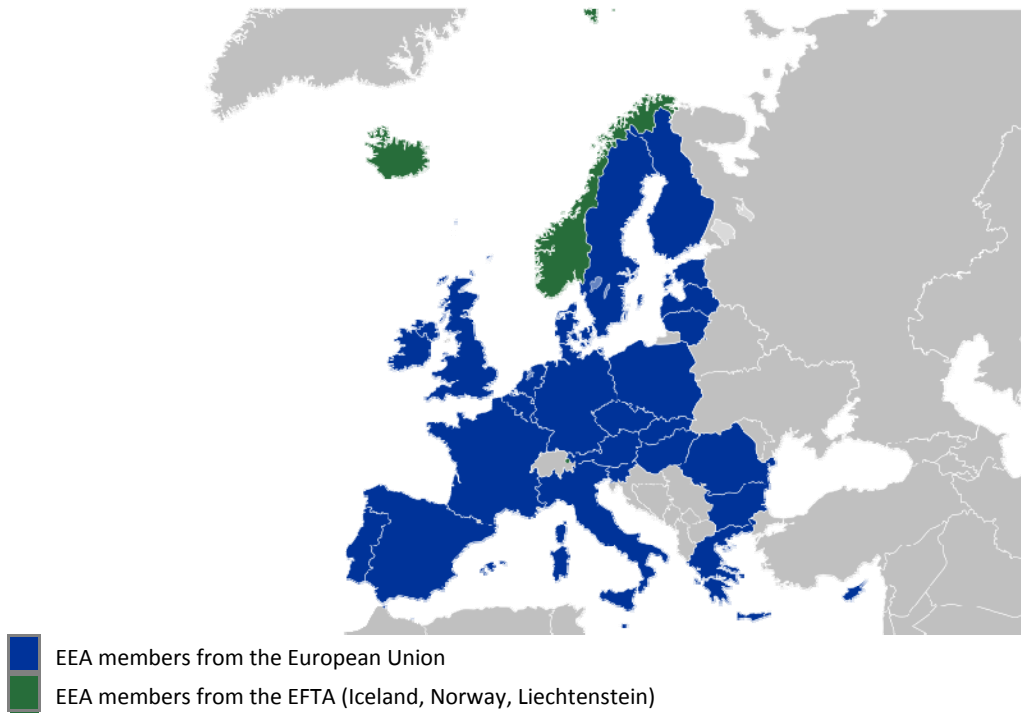 EEA members from the European Union
EEA members from the EFTA (Iceland, Norway, Liechtenstein)